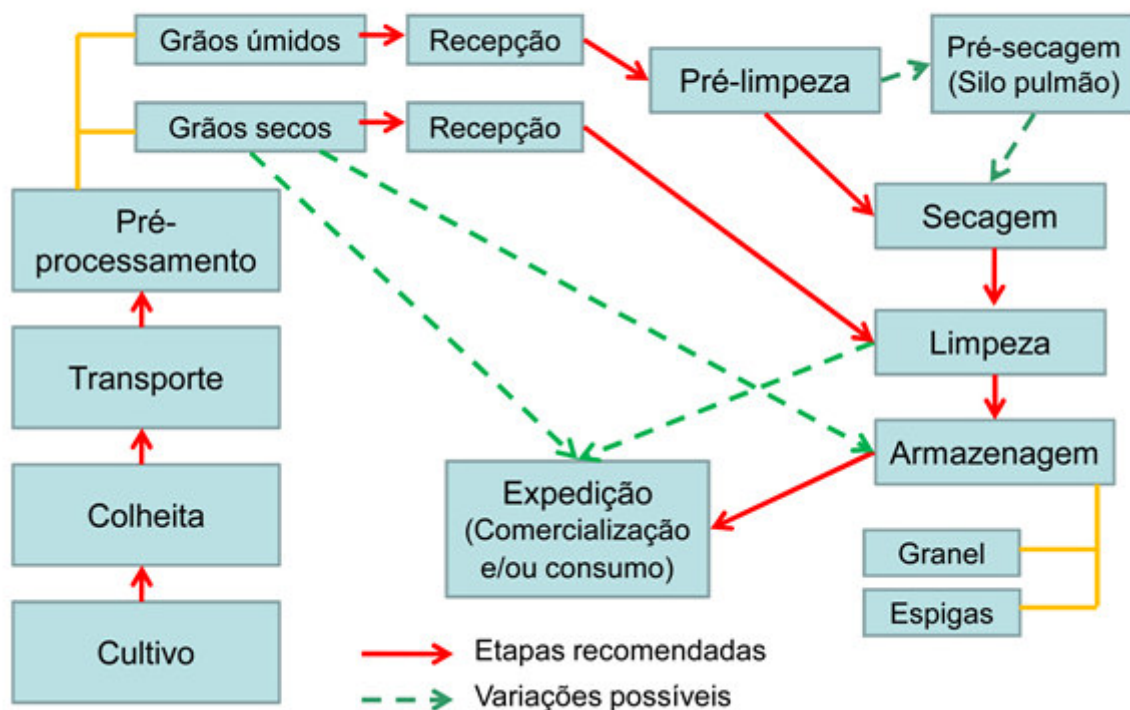 Grãos úmidos
Recepção
Pré-limpeza
Pré-secagem
(Silo pulmão)
Grãos secos
Recepção
Pré-
processamento
Secagem
Transporte
Limpeza
Armazenagem
Colheita
Expedição
(Comercialização
e/ou consumo)
Granel
Espigas
Cultivo
Etapas recomendadas
Variações possíveis